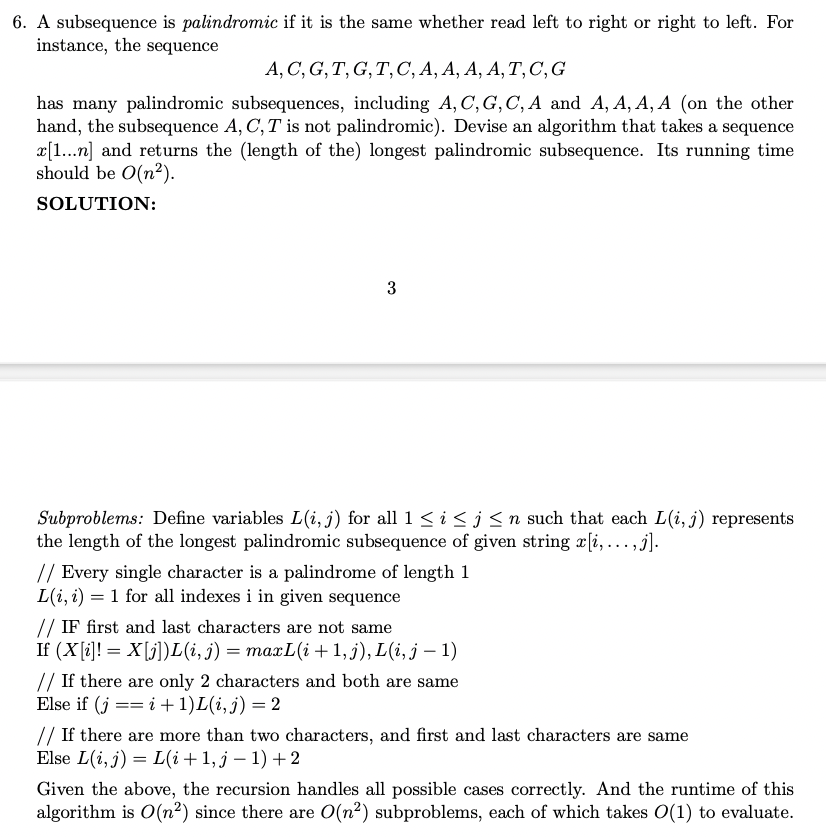 6. A subsequence is palindromic if it is the same whether read left to right or right to left. For
instance, the sequence
A, C, G, T, G, T, C, A, A, A, A, T, C, G
has many palindromic subsequences, including A, C, G, C, A and A, A, A, A (on the other
hand, the subsequence A, C, T is not palindromic). Devise an algorithm that takes a sequence
x[1...n] and returns the (length of the) longest palindromic subsequence. Its running time
should be O(n²).
SOLUTION:
3
Subproblems: Define variables L(i, j) for all 1 ≤ i ≤ j ≤ n such that each L(i, j) represents
the length of the longest palindromic subsequence of given string x[i, . . . , j].
// Every single character is a palindrome of length 1
L(i, i) = 1 for all indexes i in given sequence
// IF first and last characters are not same
If (X[i]! = X[j])L(i, j) = maxL(i + 1, j), L(i, j − 1)
// If there are only 2 characters and both are same
Else if (j == i + 1)L(i, j) = 2
// If there are more than two characters, and first and last characters are same
Else L(i, j) = L(i + 1, j − 1) + 2
Given the above, the recursion handles all possible cases correctly. And the runtime of this
algorithm is O(n²) since there are O(n²) subproblems, each of which takes O(1) to evaluate.